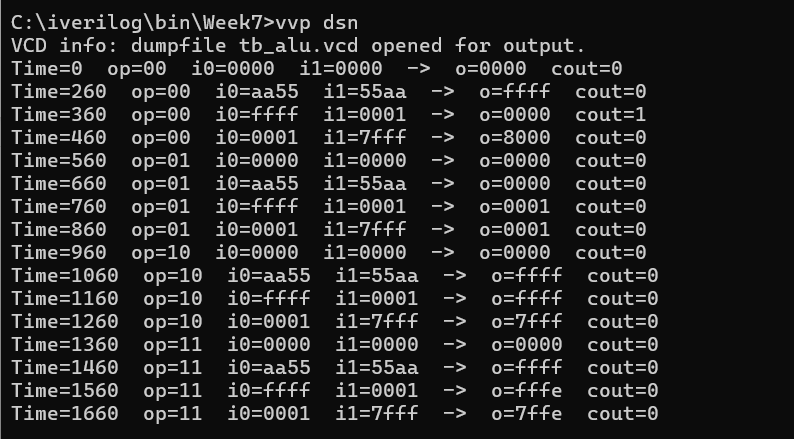 C:\iverilog\bin\Week7>vvp dsn
VCD info: dumpfile tb_alu.vcd opened for output.
Time=0  op=00  i0=0000  i1=0000  ->  o=0000  cout=0
Time=260  op=00  i0=aa55  i1=55aa  ->  o=ffff  cout=0
Time=360  op=00  i0=ffff  i1=0001  ->  o=0000  cout=1
Time=460  op=00  i0=0001  i1=7fff  ->  o=8000  cout=0
Time=560  op=01  i0=0000  i1=0000  ->  o=0000  cout=0
Time=660  op=01  i0=aa55  i1=55aa  ->  o=0000  cout=0
Time=760  op=01  i0=ffff  i1=0001  ->  o=0001  cout=0
Time=860  op=01  i0=0001  i1=7fff  ->  o=0001  cout=0
Time=960  op=10  i0=0000  i1=0000  ->  o=0000  cout=0
Time=1060  op=10  i0=aa55  i1=55aa  ->  o=ffff  cout=0
Time=1160  op=10  i0=ffff  i1=0001  ->  o=ffff  cout=0
Time=1260  op=10  i0=0001  i1=7fff  ->  o=7fff  cout=0
Time=1360  op=11  i0=0000  i1=0000  ->  o=0000  cout=0
Time=1460  op=11  i0=aa55  i1=55aa  ->  o=ffff  cout=0
Time=1560  op=11  i0=ffff  i1=0001  ->  o=fffe  cout=0
Time=1660  op=11  i0=0001  i1=7fff  ->  o=7ffe  cout=0